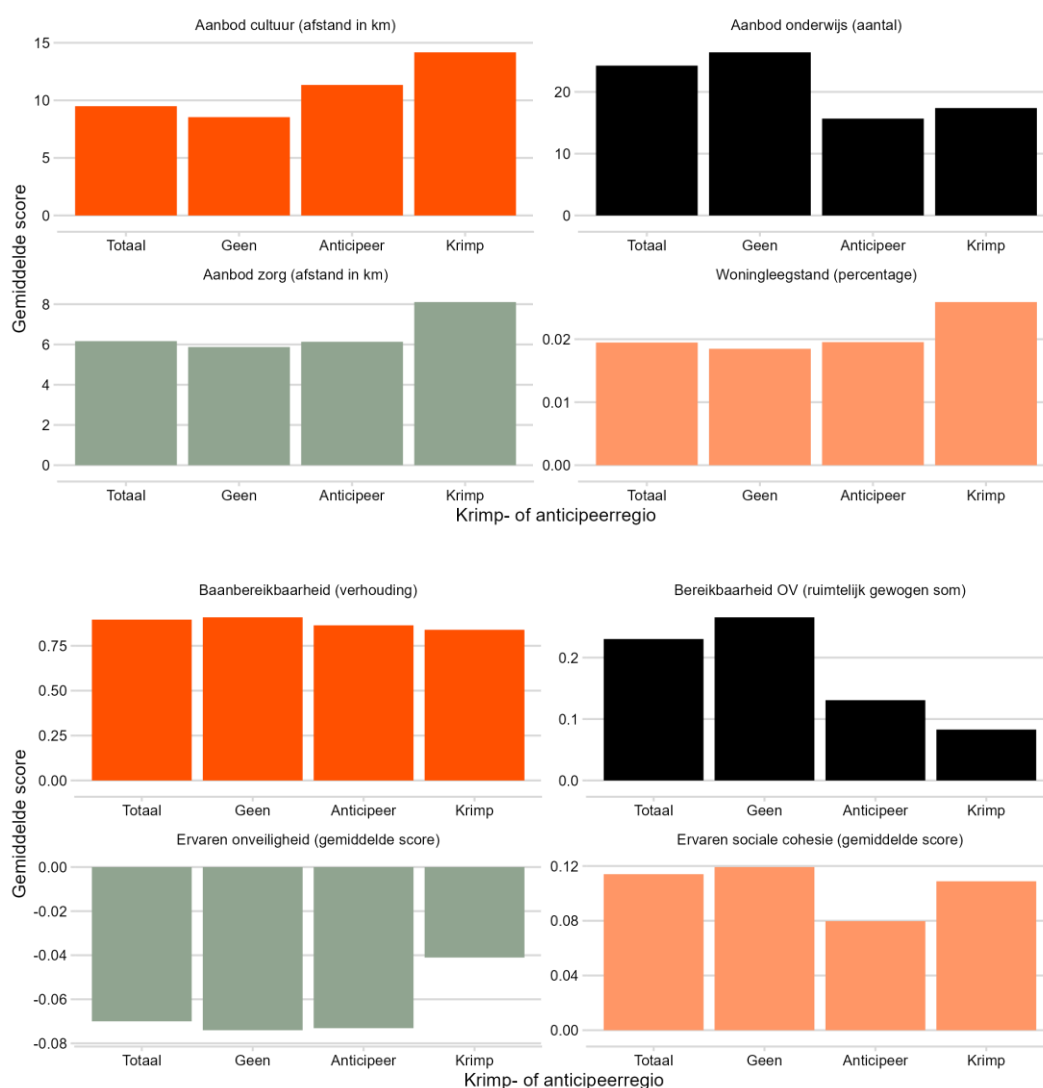 Aanbod cultuur (afstand in km)
Aanbod onderwijs (aantal)
15
10
5
0
20
10
0
Totaal Geen Anticipeer Krimp
Totaal Geen Anticipeer Krimp
Gemiddelde score
Aanbod zorg (afstand in km)
Woningleegstand (percentage)
8
6
4
2
0
0.02
0.01
0.00
Totaal Geen Anticipeer Krimp
Totaal Geen Anticipeer Krimp
Krimp- of anticipeerregio
Baanbereikbaarheid (verhouding)
Bereikbaarheid OV (ruimtelijk gewogen som)
0.75
0.50
0.25
0.00
0.2
0.1
0.0
Totaal Geen Anticipeer Krimp
Totaal Geen Anticipeer Krimp
Gemiddelde score
Ervaren onveiligheid (gemiddelde score)
Ervaren sociale cohesie (gemiddelde score)
0.00
-0.02
-0.04
-0.06
-0.08
0.12
0.08
0.04
0.00
Totaal Geen Anticipeer Krimp
Totaal Geen Anticipeer Krimp
Krimp- of anticipeerregio